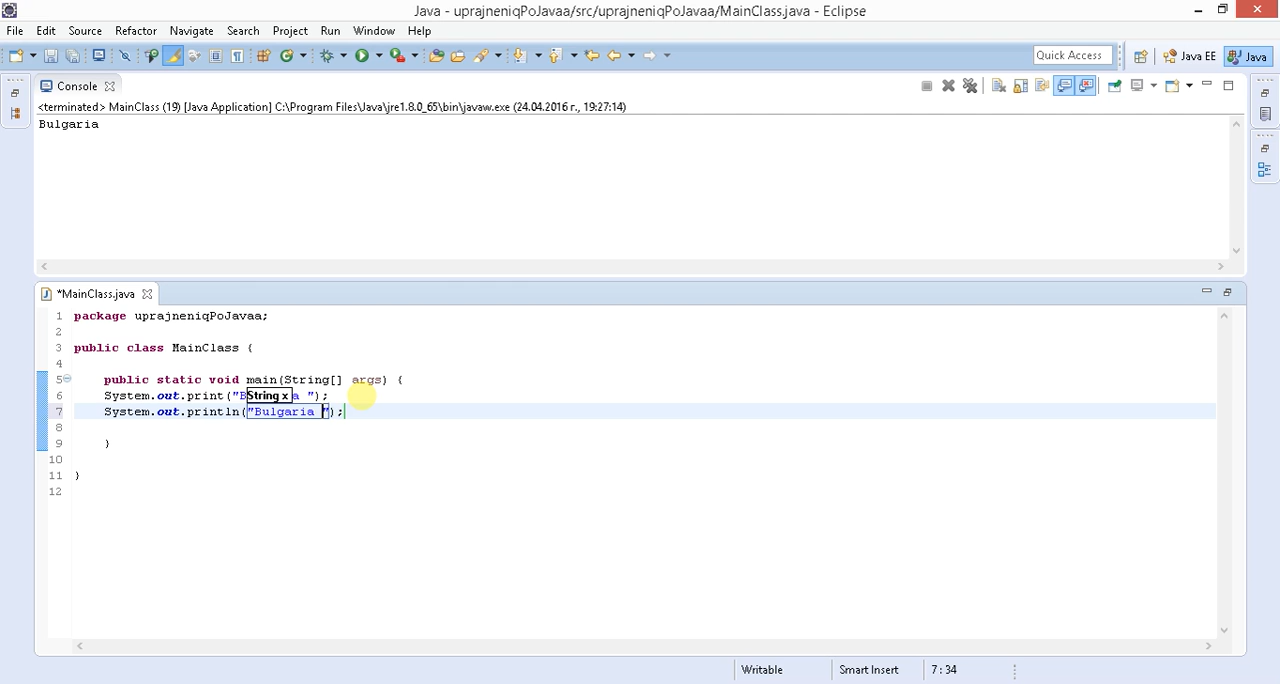 Java - uprajneniqPoJavaa/src/uprajneniqPoJavaa/MainClass.java - Eclipse
File Edit Source Refactor Navigate Search Project Run Window Help
Quick Access Java EE Java
Console
<terminated> MainClass (19) [Java Application] C:\Program Files\Java\jre1.8.0_65\bin\javaw.exe (24.04.2016 г., 19:27:14)
Bulgaria
*MainClass.java
1 package uprajneniqPoJavaa;
2
3 public class MainClass {
4
5 public static void main(String[] args) {
6 System.out.print("B String x a ");
7 System.out.println("Bulgaria ");
8
9 }
10
11 }
12
Writable Smart Insert 7 : 34